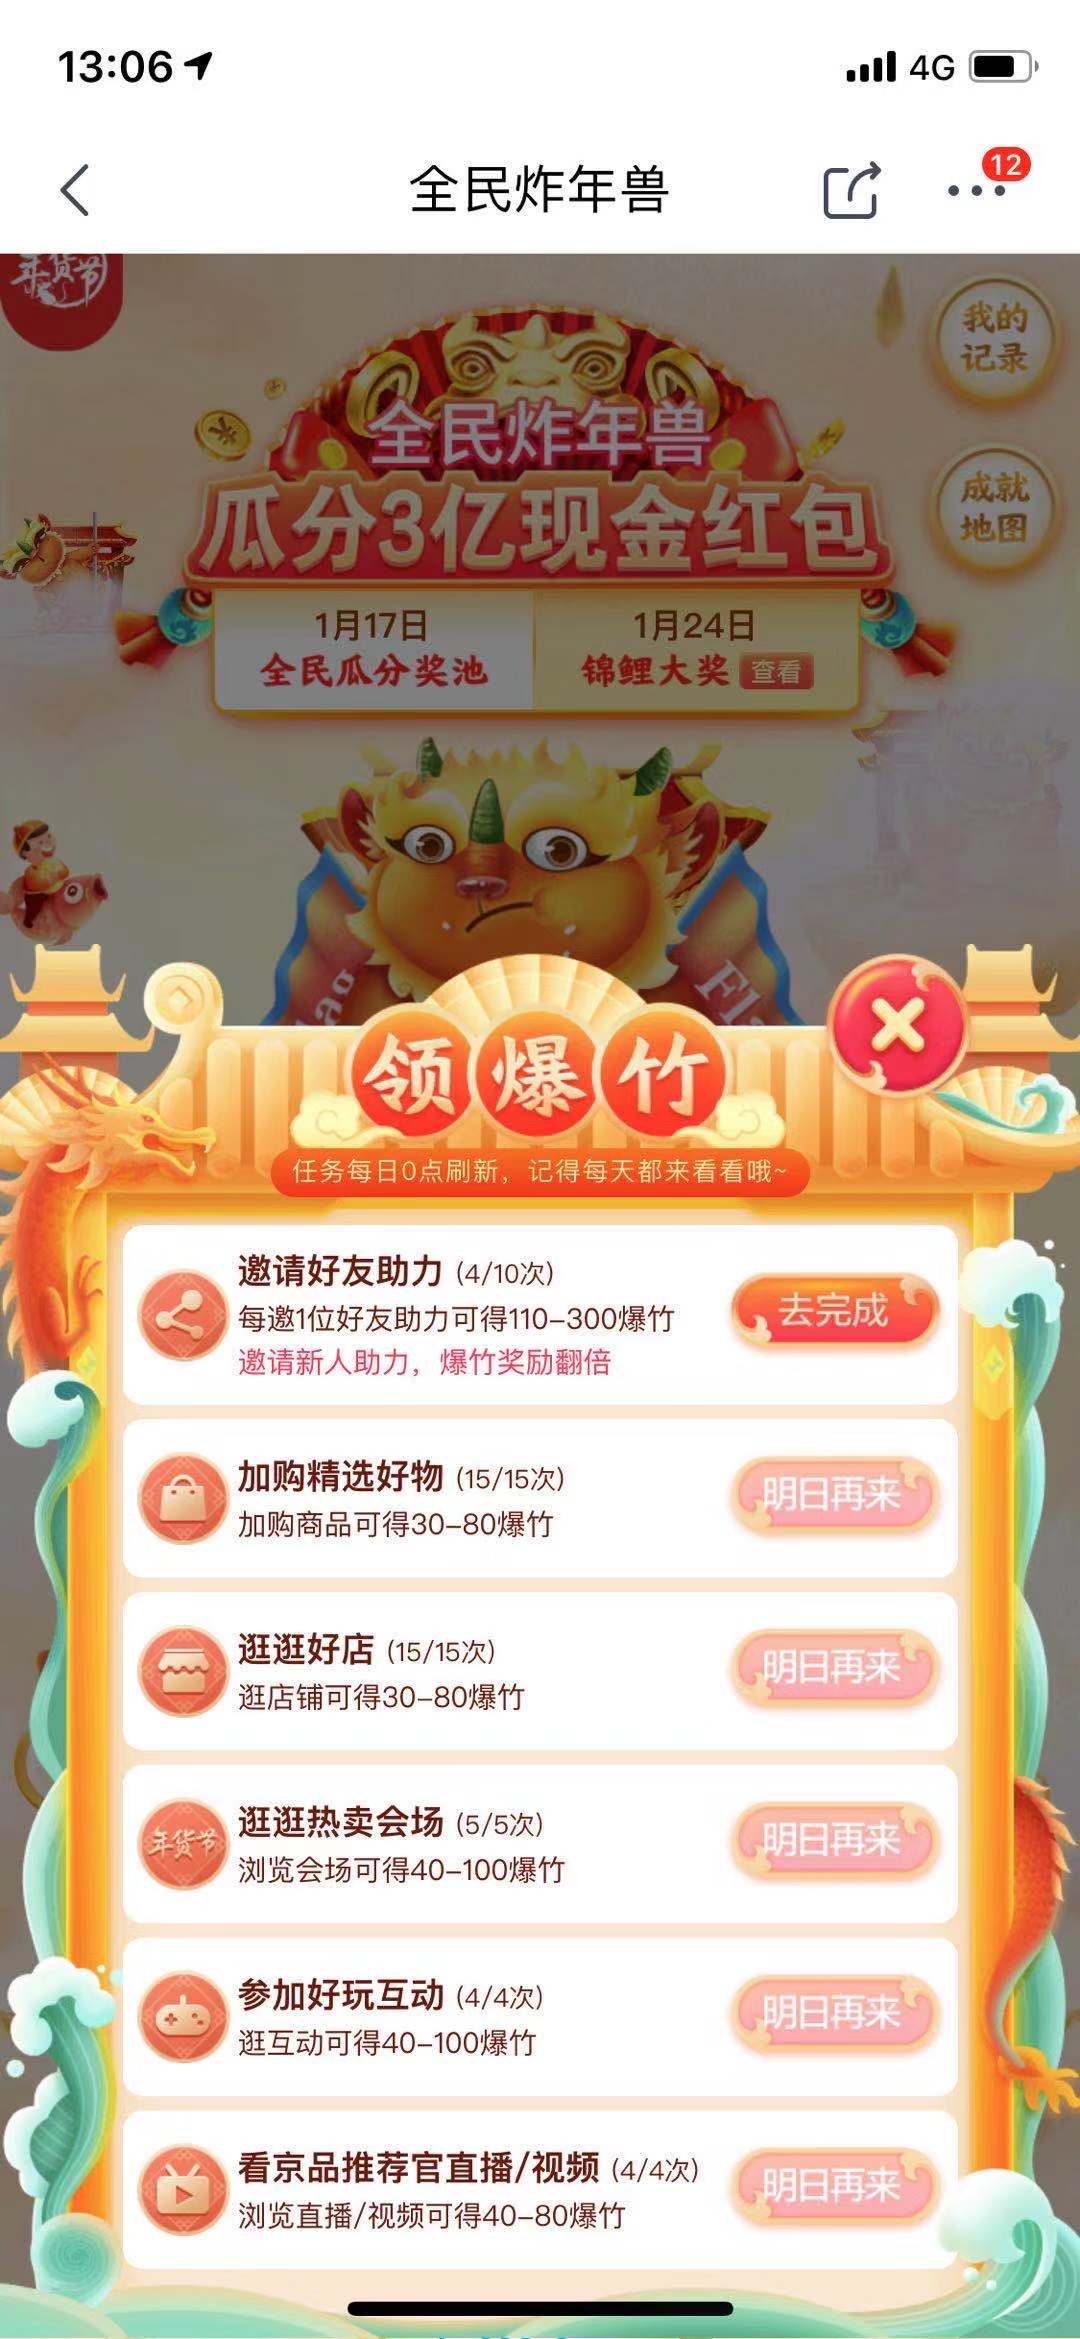 13:06
4G
全民炸年兽
12
年货节
我的
记录
全民炸年兽
瓜分3亿现金红包
成就
地图
1月17日
全民瓜分奖池
1月24日
锦鲤大奖 查看
领爆竹
任务每日0点刷新，记得每天都来看看哦~
邀请好友助力 (4/10次)
每邀1位好友助力可得110-300爆竹
邀请新人助力，爆竹奖励翻倍
去完成
加购精选好物 (15/15次)
加购商品可得30-80爆竹
明日再来
逛逛好店 (15/15次)
逛店铺可得30-80爆竹
明日再来
年货节
逛逛热卖会场 (5/5次)
浏览会场可得40-100爆竹
明日再来
参加好玩互动 (4/4次)
逛互动可得40-100爆竹
明日再来
看京品推荐官直播/视频 (4/4次)
浏览直播/视频可得40-80爆竹
明日再来